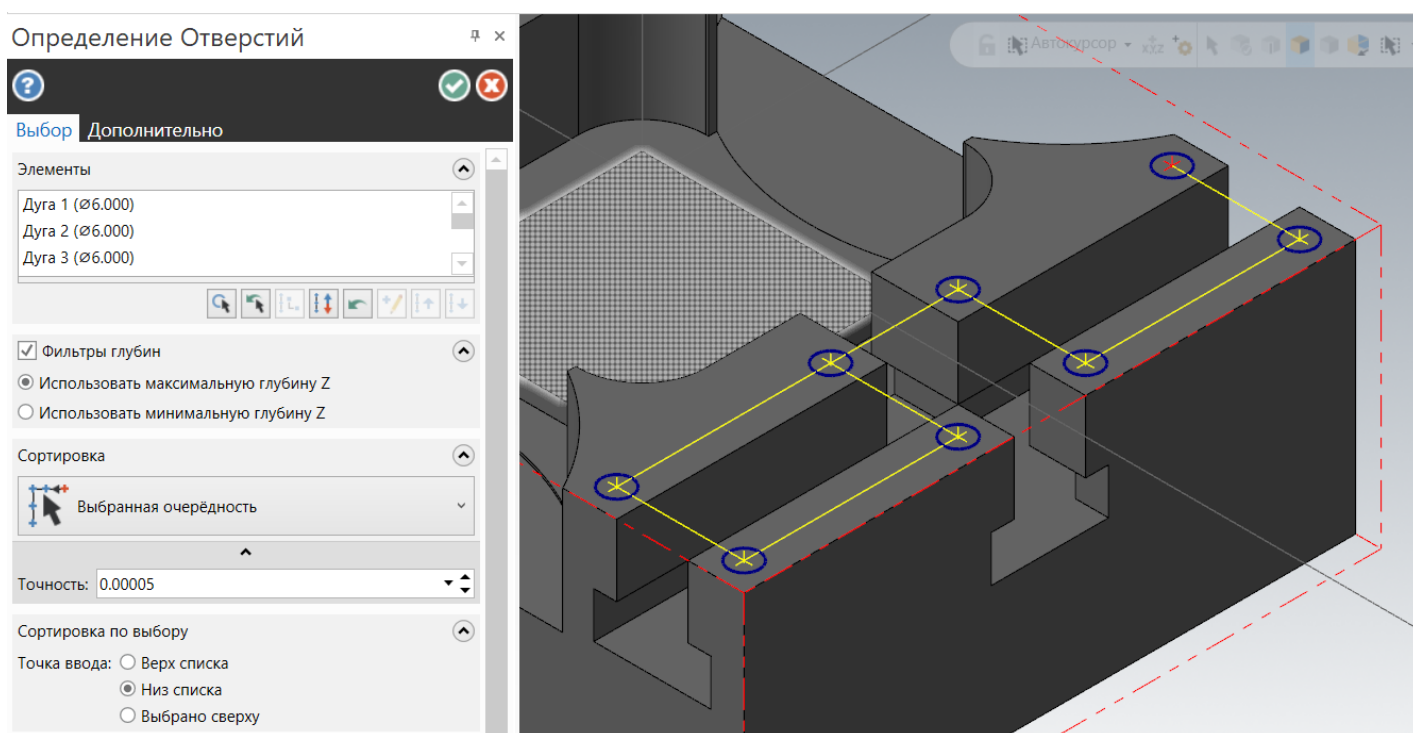 Определение Отверстий
Выбор Дополнительно
Элементы
Дуга 1 (Ø6.000)
Дуга 2 (Ø6.000)
Дуга 3 (Ø6.000)
Фильтры глубин
Использовать максимальную глубину Z
Использовать минимальную глубину Z
Сортировка
Выбранная очерёдность
Точность: 0.00005
Сортировка по выбору
Точка ввода: Верх списка
Низ списка
Выбрано сверху
Автокурсор
xyz